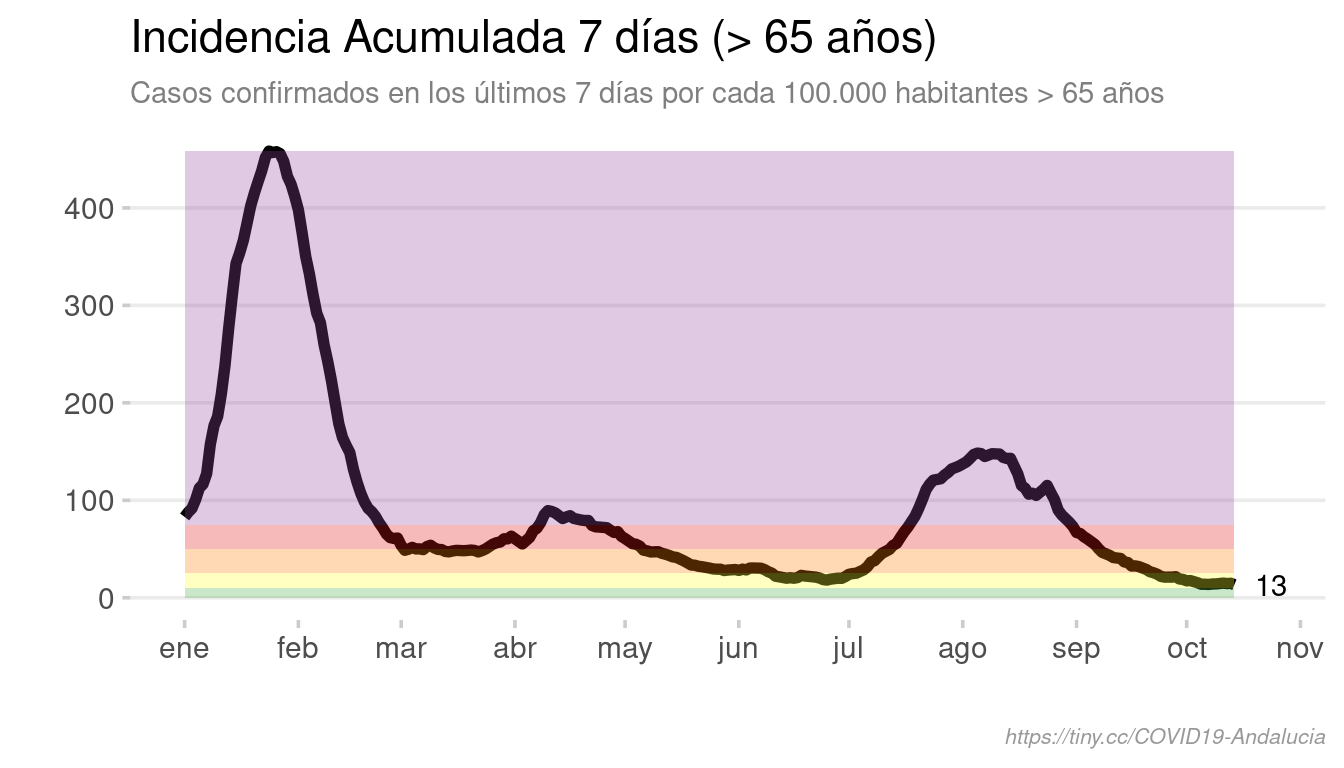 Incidencia Acumulada 7 días (> 65 años)
Casos confirmados en los últimos 7 días por cada 100.000 habitantes > 65 años
400
300
200
100
0
13
ene feb mar abr may jun jul ago sep oct nov
https://tiny.cc/COVID19-Andalucia